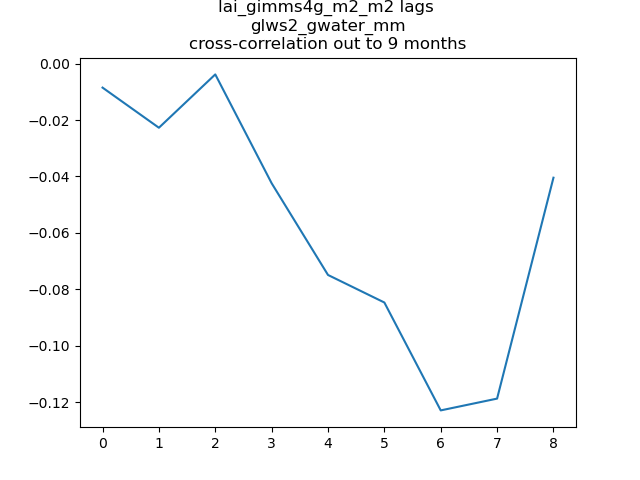 lai_gimms4g_m2_m2 lags
glws2_gwater_mm
cross-correlation out to 9 months
0.00
−0.02
−0.04
−0.06
−0.08
−0.10
−0.12
0 1 2 3 4 5 6 7 8